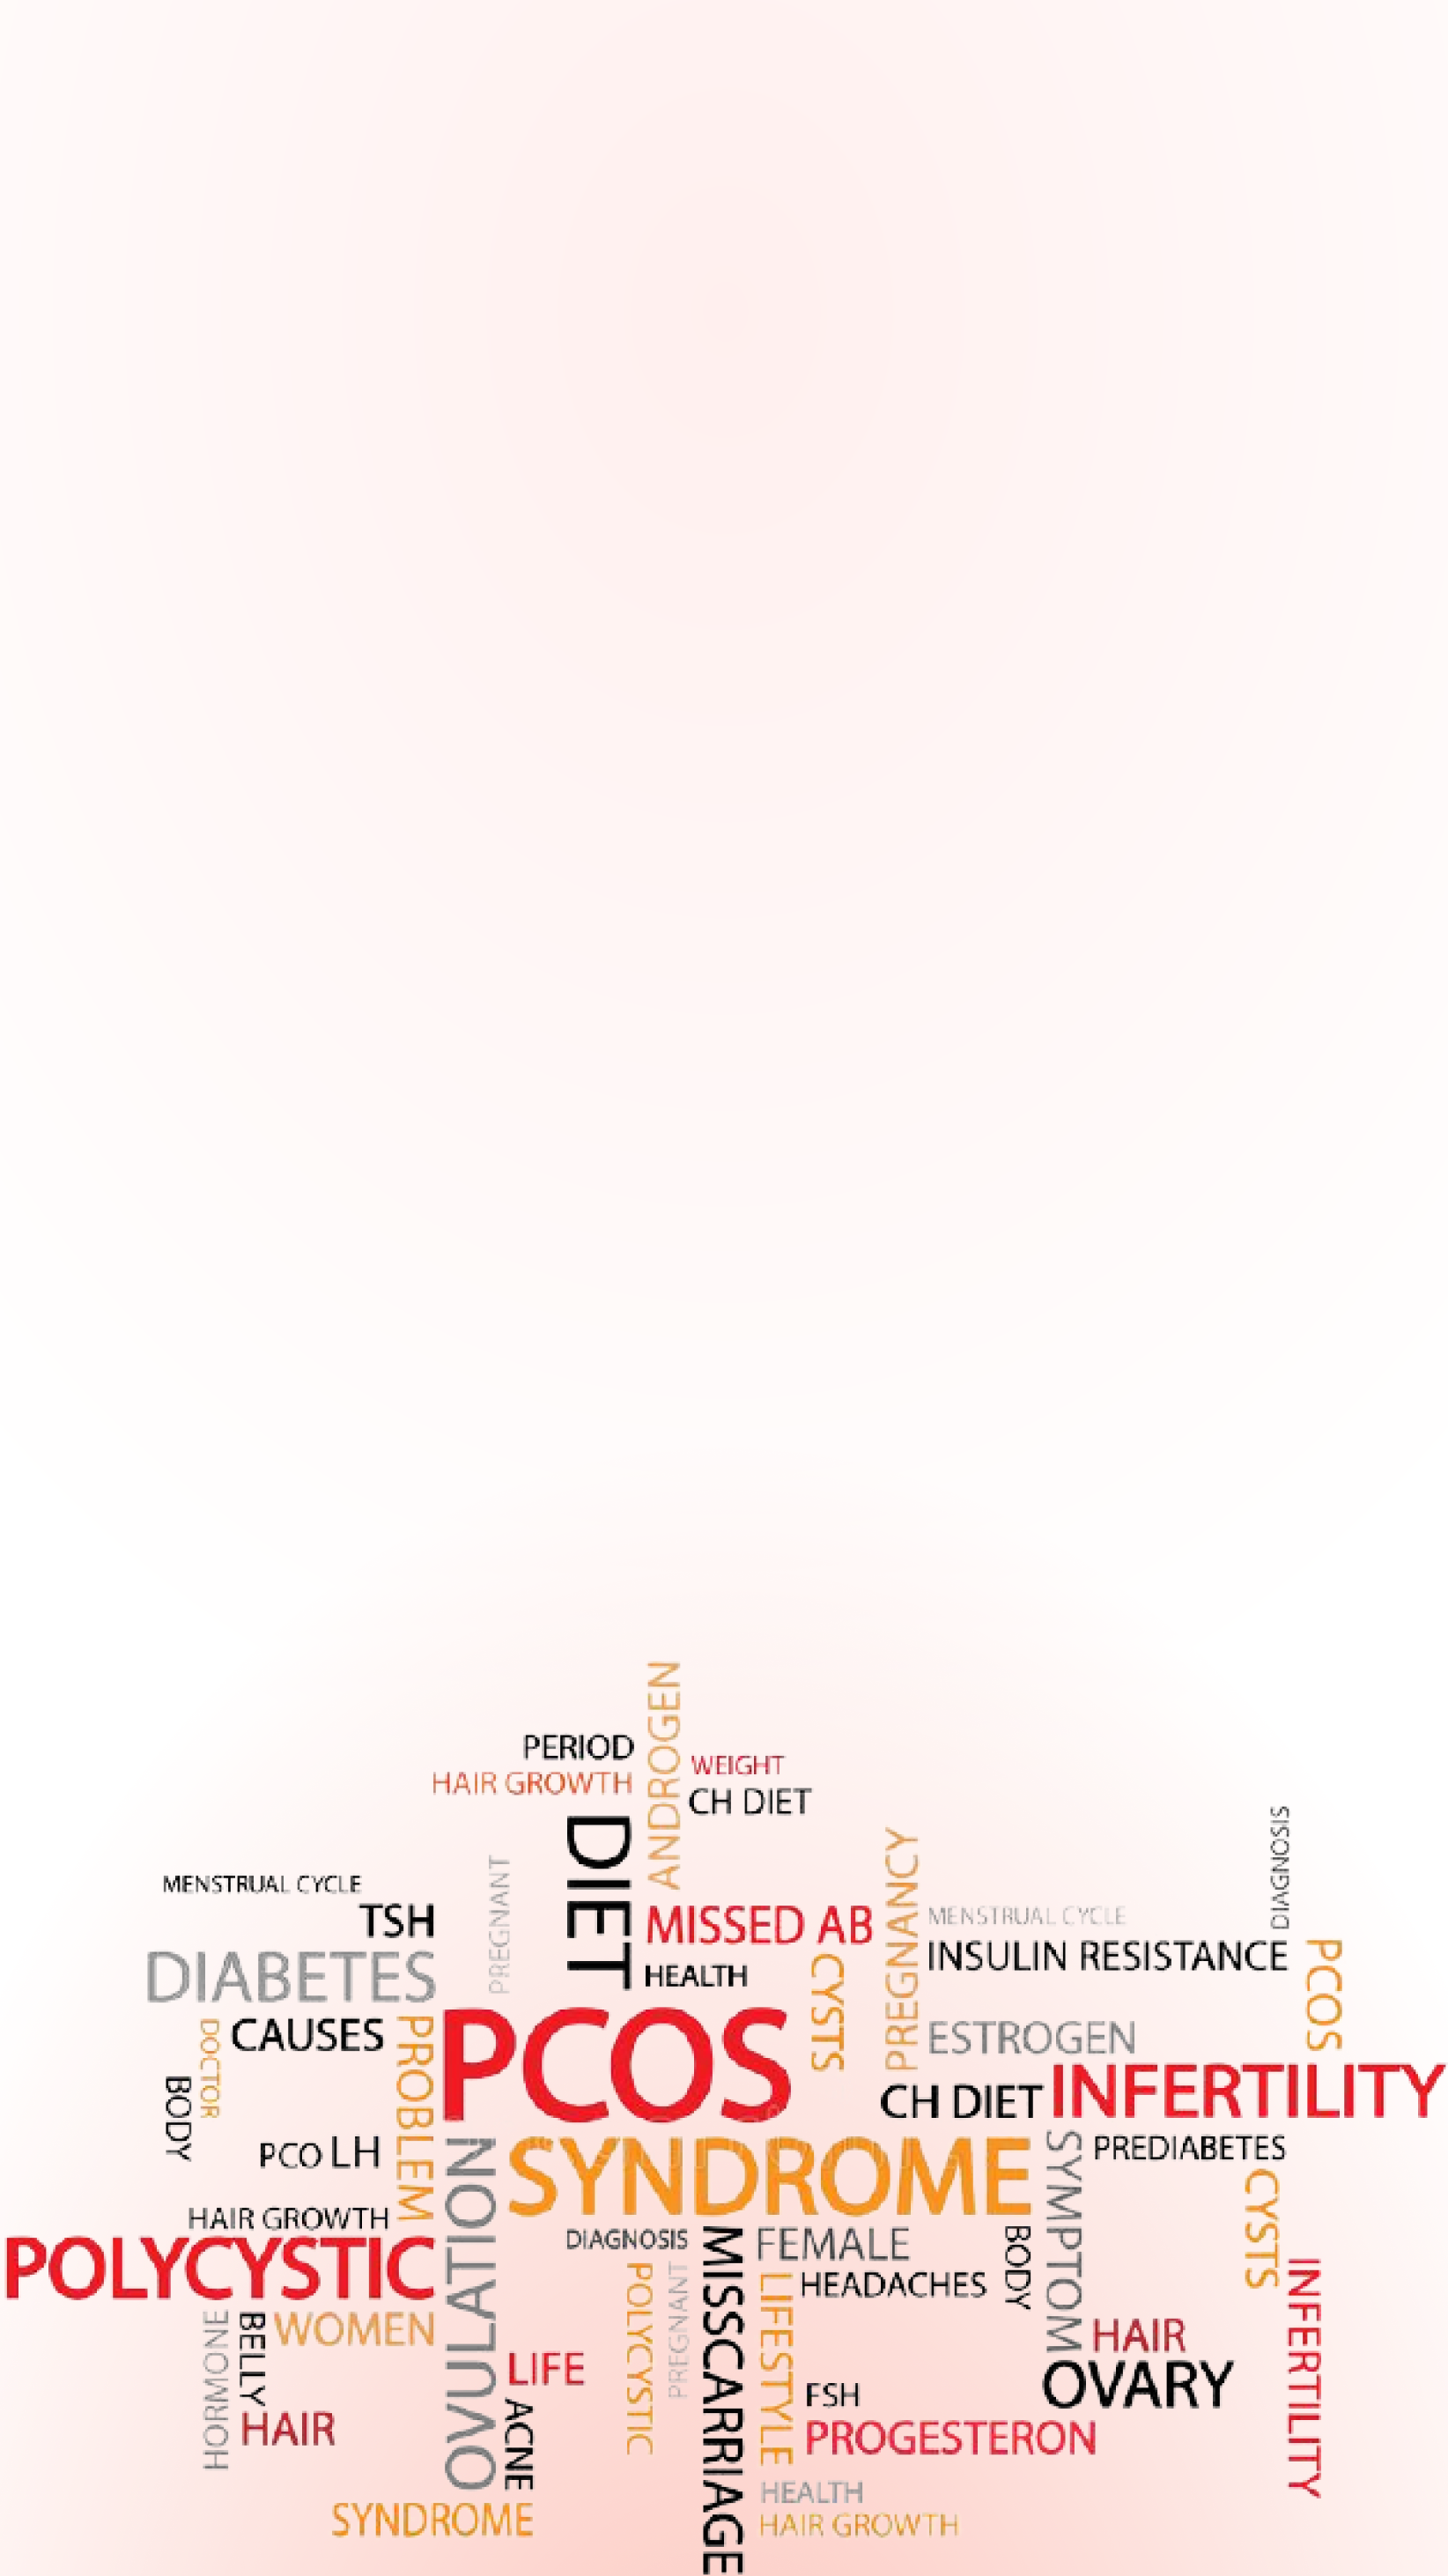 ANDROGEN
PERIOD
WEIGHT
HAIR GROWTH
CH DIET
DIET
DIAGNOSIS
PREGNANCY
PREGNANT
MENSTRUAL CYCLE
TSH
MISSED AB
MENSTRUAL CYCLE
INSULIN RESISTANCE
PCOS
DIABETES
HEALTH
CYSTS
PCOS
DOCTOR
CAUSES
PROBLEM
ESTROGEN
BODY
CH DIET
INFERTILITY
PCO
LH
OVULATION
SYNDROME
SYMPTOM
PREDIABETES
CYSTS
HAIR GROWTH
POLYCYSTIC
DIAGNOSIS
MISSCARRIAGE
FEMALE
BODY
INFERTILITY
POLYCYSTIC
PREGNANT
LIFESTYLE
HEADACHES
HORMONE
BELLY
WOMEN
HAIR
LIFE
OVARY
ACNE
FSH
HAIR
PROGESTERON
HEALTH
SYNDROME
HAIR GROWTH